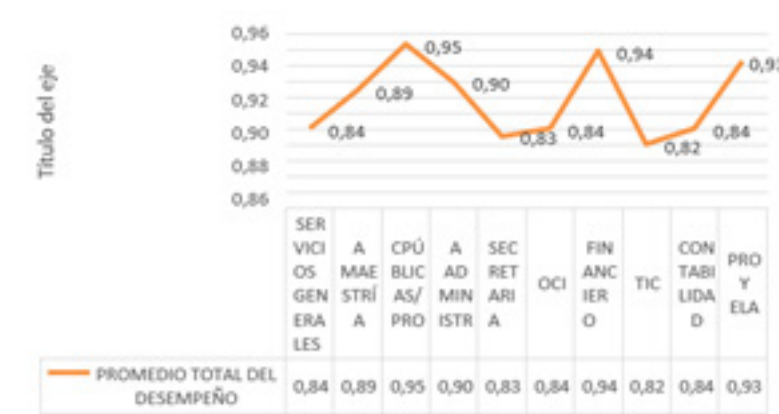 Título del eje
0,96
0,94
0,92
0,90
0,88
0,86
0,84
0,89
0,95
0,90
0,83
0,84
0,94
0,82
0,84
0,93
SER
VICI
OS
GEN
ERA
LES
A
MAE
STRÍ
A
CPÚ
BLIC
AS/
PRO
A
AD
MIN
ISTR
SEC
RET
ARI
A
OCI
FIN
ANC
IER
O
TIC
CON
TABI
LIDA
D
PRO
Y
ELA
PROMEDIO TOTAL DEL
DESEMPEÑO
0,84 0,89 0,95 0,90 0,83 0,84 0,94 0,82 0,84 0,93